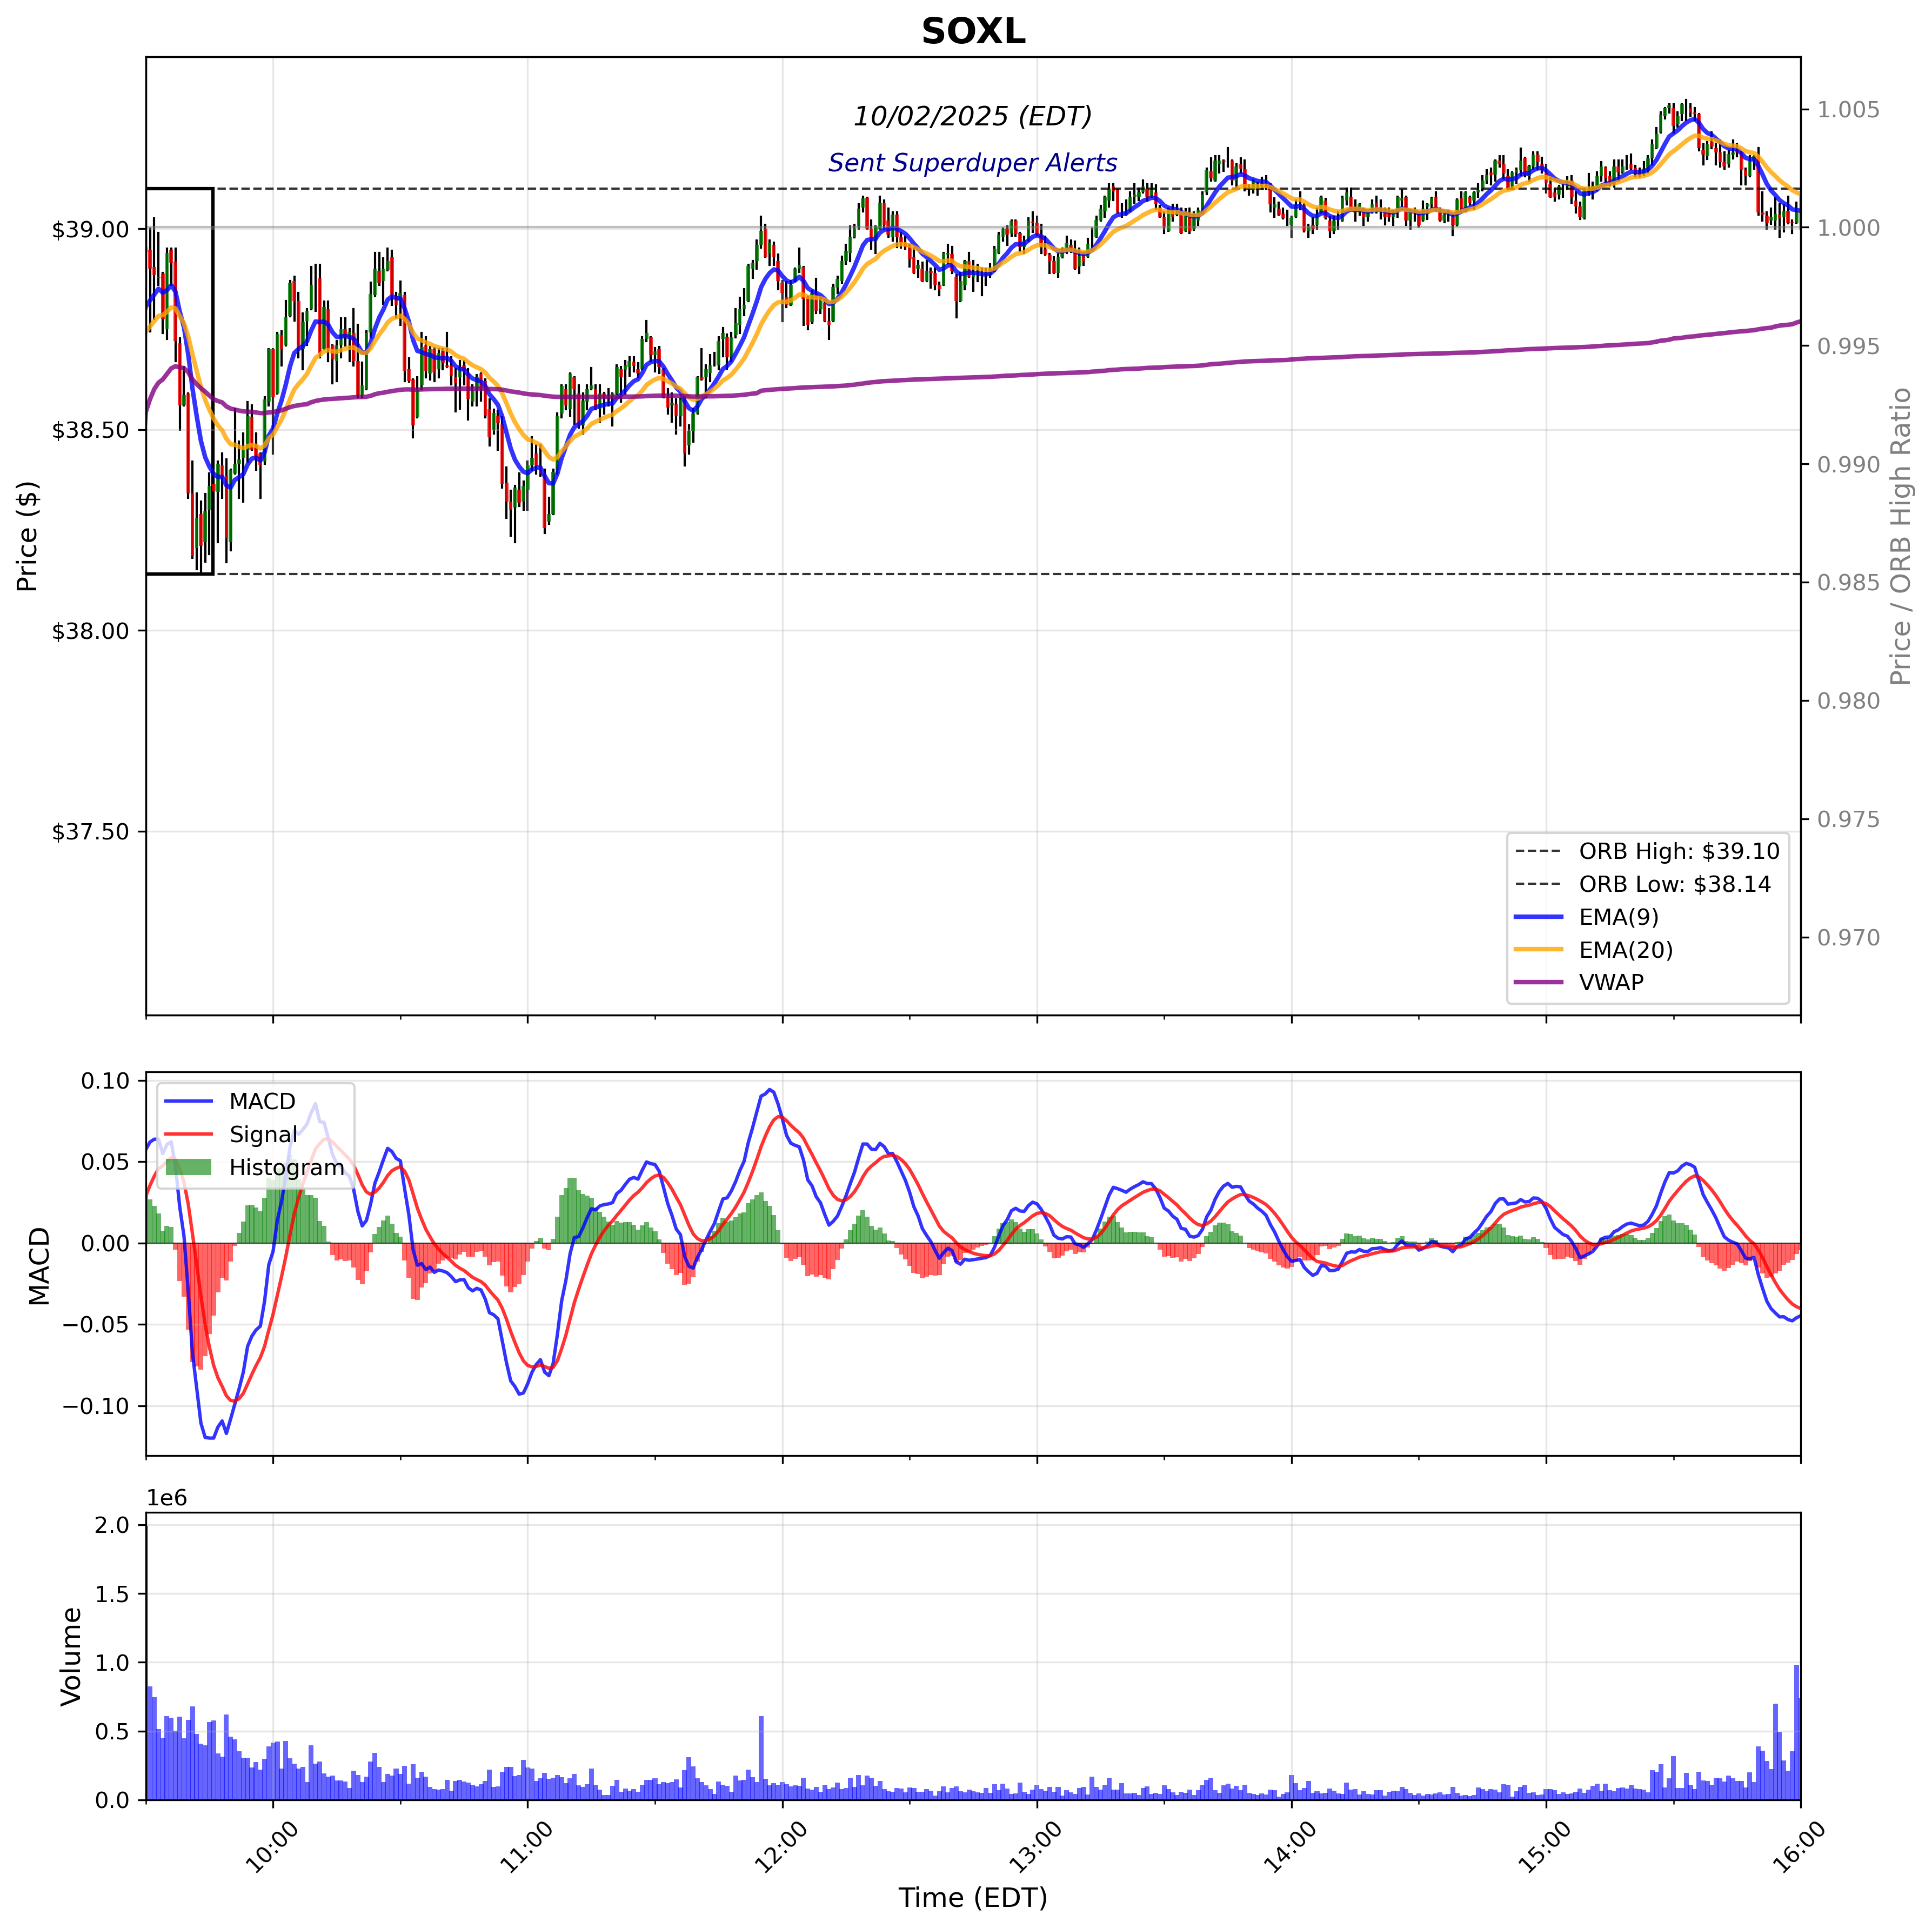 SOXL
10/02/2025 (EDT)
Sent Superduper Alerts
Price ($)
$39.00
$38.50
$38.00
$37.50
1.005
1.000
0.995
0.990
0.985
0.980
0.975
0.970
Price / ORB High Ratio
ORB High: $39.10
ORB Low: $38.14
EMA(9)
EMA(20)
VWAP
MACD
0.10
0.05
0.00
−0.05
−0.10
MACD
Signal
Histogram
1e6
Volume
2.0
1.5
1.0
0.5
0.0
10:00
11:00
12:00
13:00
14:00
15:00
16:00
Time (EDT)